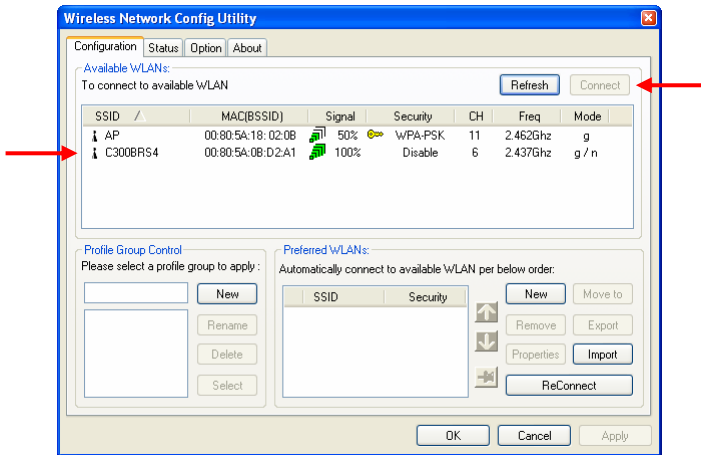 Wireless Network Config Utility
Configuration Status Option About
Available WLANs:
To connect to available WLAN Refresh Connect
SSID MAC(BSSID) Signal Security CH Freq Mode
AP 00:80:5A:18:02:0B 50% WPA-PSK 11 2.462Ghz g
C300BRS4 00:80:5A:0B:D2:A1 100% Disable 6 2.437Ghz g / n
Profile Group Control
Please select a profile group to apply :
New
Rename
Delete
Select
Preferred WLANs:
Automatically connect to available WLAN per below order:
SSID Security
New Move to
Remove Export
Properties Import
ReConnect
OK Cancel Apply